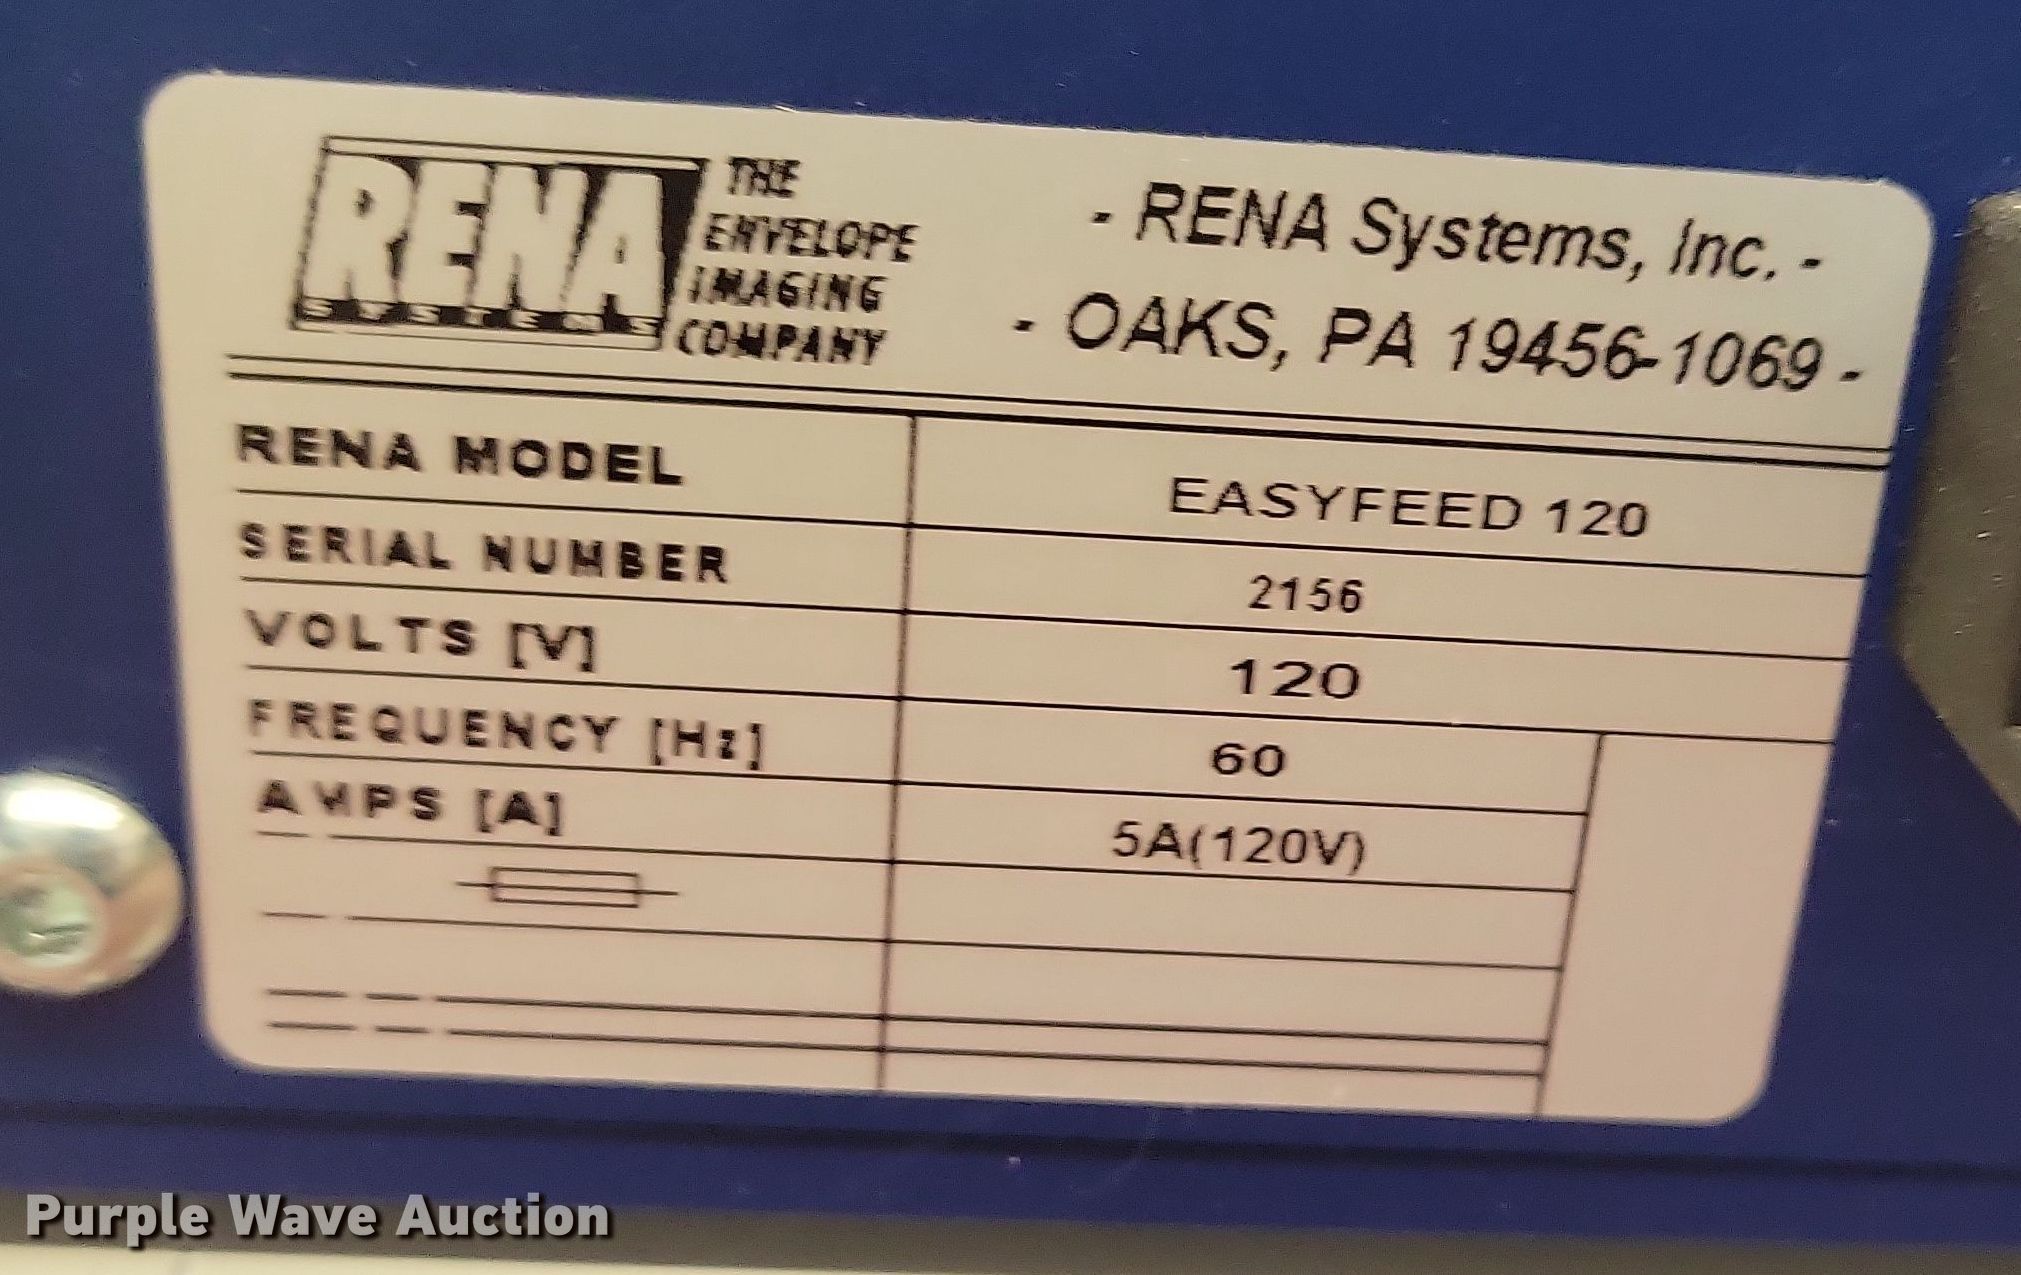 RENA
SYSTEMS
THE
ENVELOPE
IMAGING
COMPANY
- RENA Systems, Inc. -
- OAKS, PA 19456-1069 -
RENA MODEL EASYFEED 120
SERIAL NUMBER 2156
VOLTS [V] 120
FREQUENCY [Hz] 60
AMPS [A] 5A(120V)
Purple Wave Auction